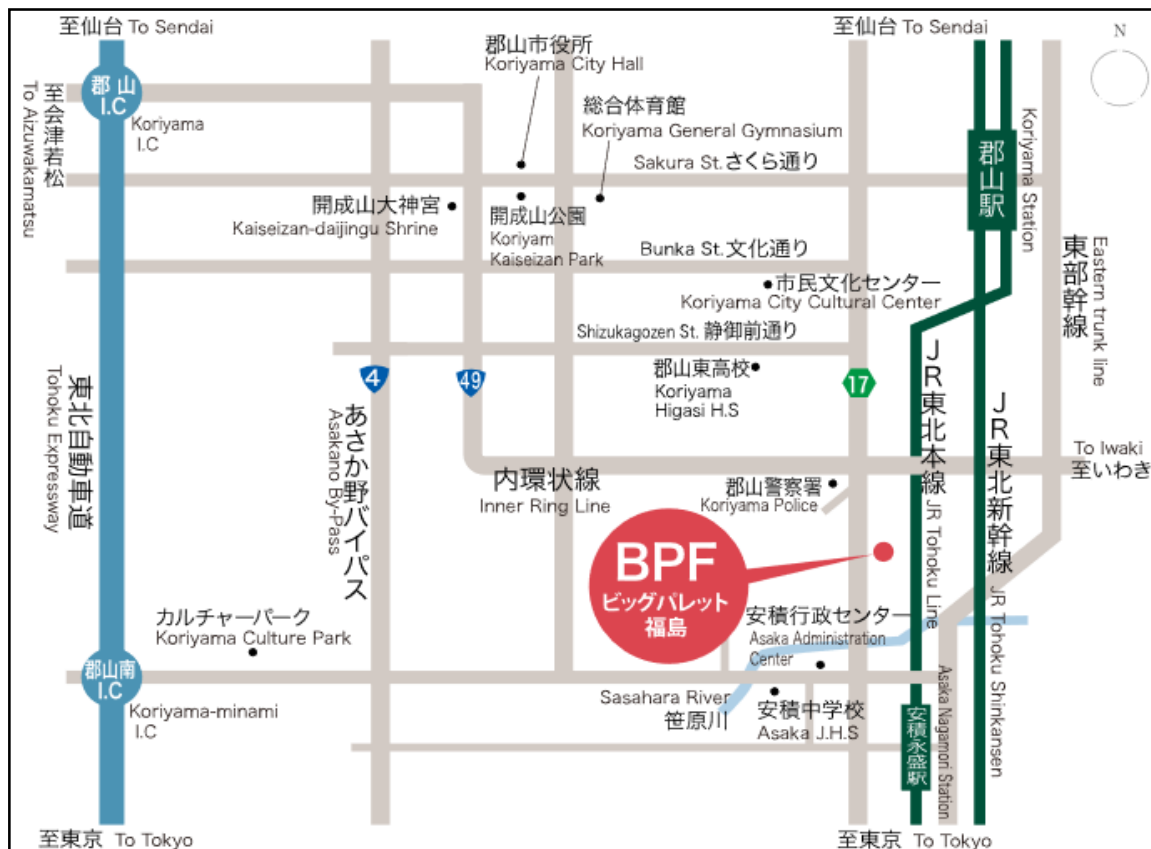 至仙台 To Sendai
至仙台 To Sendai
N
郡山市役所
Koriyama City Hall
郡山
I.C
Koriyama
I.C
至会津若松
To Aizuwakamatsu
総合体育館
Koriyama General Gymnasium
Sakura St. さくら通り
郡山駅
Koriyama Station
開成山大神宮
Kaiseizan-daijingu Shrine
開成山公園
Koriyam
Kaiseizan Park
Bunka St. 文化通り
東部幹線
Eastern trunk line
市民文化センター
Koriyama City Cultural Center
Shizukagozen St. 静御前通り
4
49
17
郡山東高校
Koriyama
Higasi H.S
東北自動車道
Tohoku Expressway
あさか野バイパス
Asakano By-Pass
JR東北本線
JR Tohoku Line
JR東北新幹線
JR Tohoku Shinkansen
To Iwaki
至いわき
内環状線
Inner Ring Line
郡山警察署
Koriyama Police
BPF
ビッグパレット
福島
カルチャーパーク
Koriyama Culture Park
安積行政センター
Asaka Administration
Center
郡山南
I.C
Koriyama-minami
I.C
Sasahara River
笹原川
安積中学校
Asaka J.H.S
安積永盛駅
Asaka Nagamori Station
至東京 To Tokyo
至東京 To Tokyo